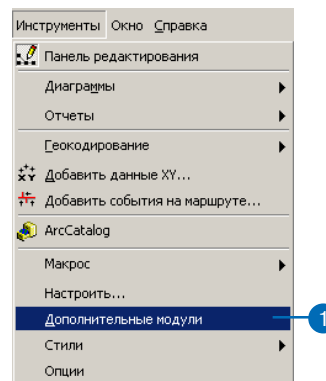 Инструменты Окно Справка
Панель редактирования
Диаграммы
Отчеты
Геокодирование
Добавить данные XY...
Добавить события на маршруте...
ArcCatalog
Макрос
Настроить...
Дополнительные модули 1
Стили
Опции